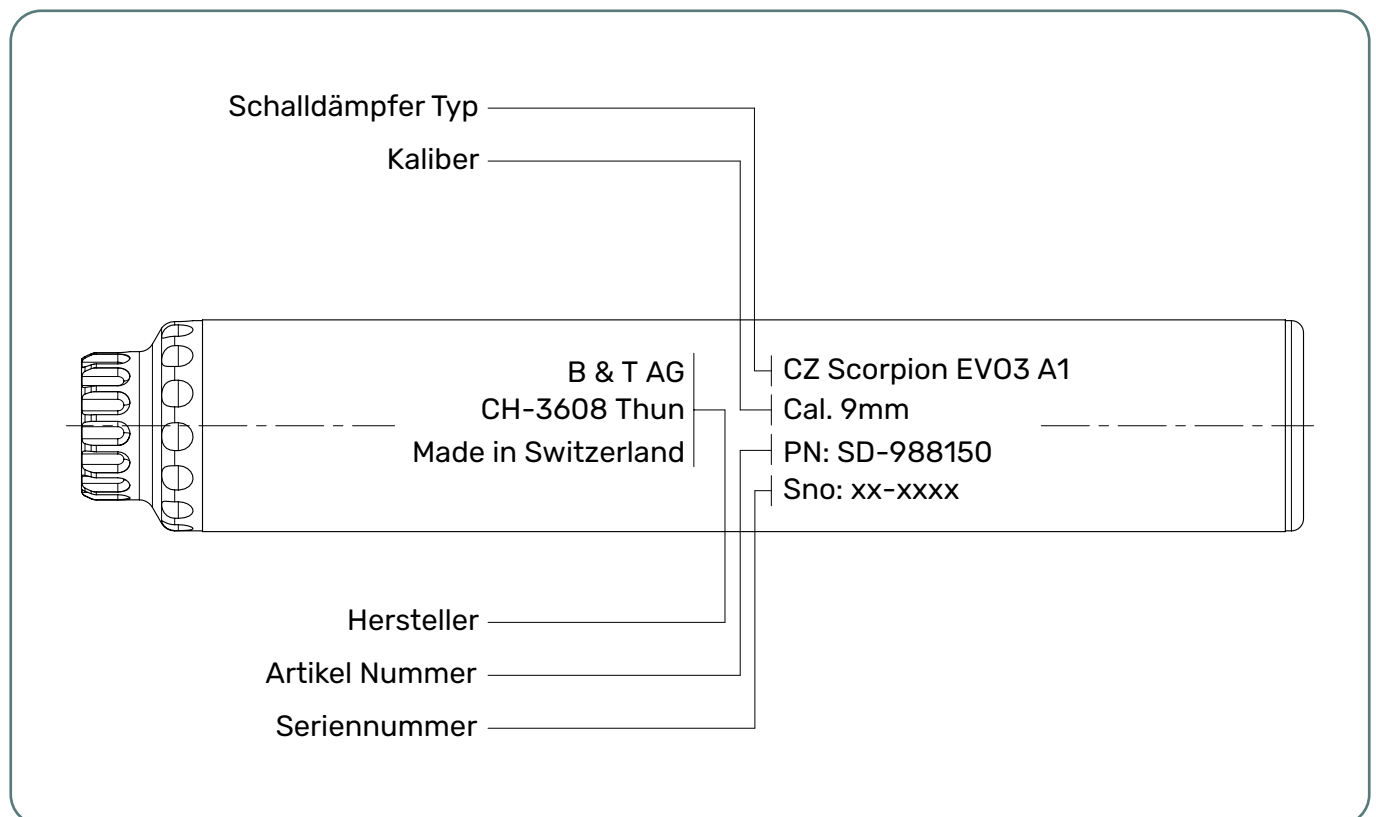 Schalldämpfer Typ
Kaliber
B & T AG
CH-3608 Thun
Made in Switzerland
CZ Scorpion EVO3 A1
Cal. 9mm
PN: SD-988150
Sno: xx-xxxx
Hersteller
Artikel Nummer
Seriennummer